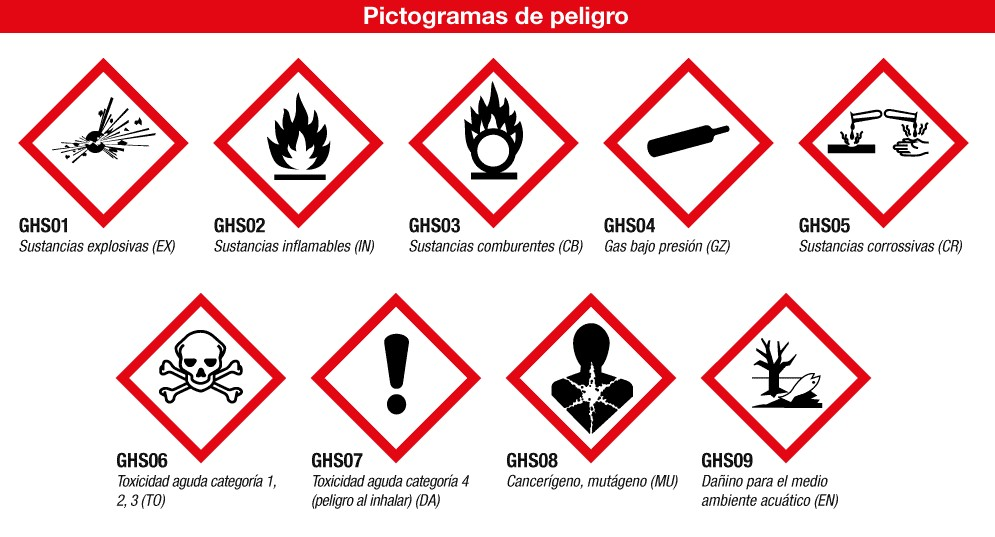 Pictogramas de peligro
GHS01
Sustancias explosivas (EX)
GHS02
Sustancias inflamables (IN)
GHS03
Sustancias comburentes (CB)
GHS04
Gas bajo presión (GZ)
GHS05
Sustancias corrossivas (CR)
GHS06
Toxicidad aguda categoría 1,
2, 3 (TO)
GHS07
Toxicidad aguda categoría 4
(peligro al inhalar) (DA)
GHS08
Cancerígeno, mutágeno (MU)
GHS09
Dañino para el medio
ambiente acuático (EN)